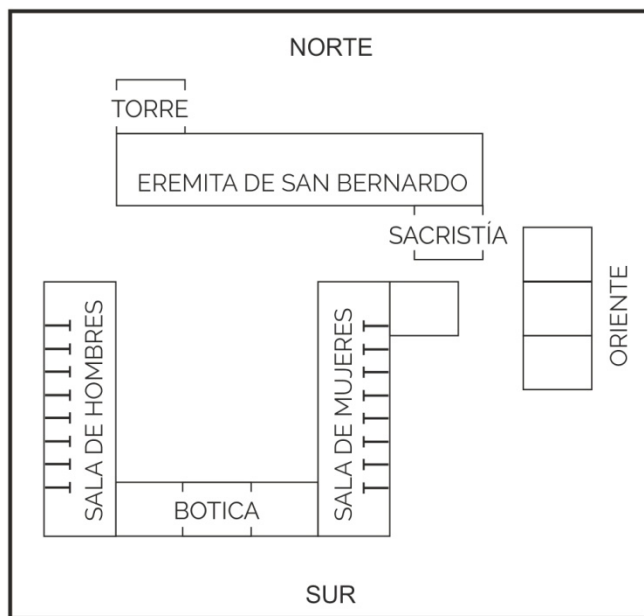 NORTE
TORRE
EREMITA DE SAN BERNARDO
SACRISTÍA
ORIENTE
SALA DE HOMBRES
SALA DE MUJERES
BOTICA
SUR